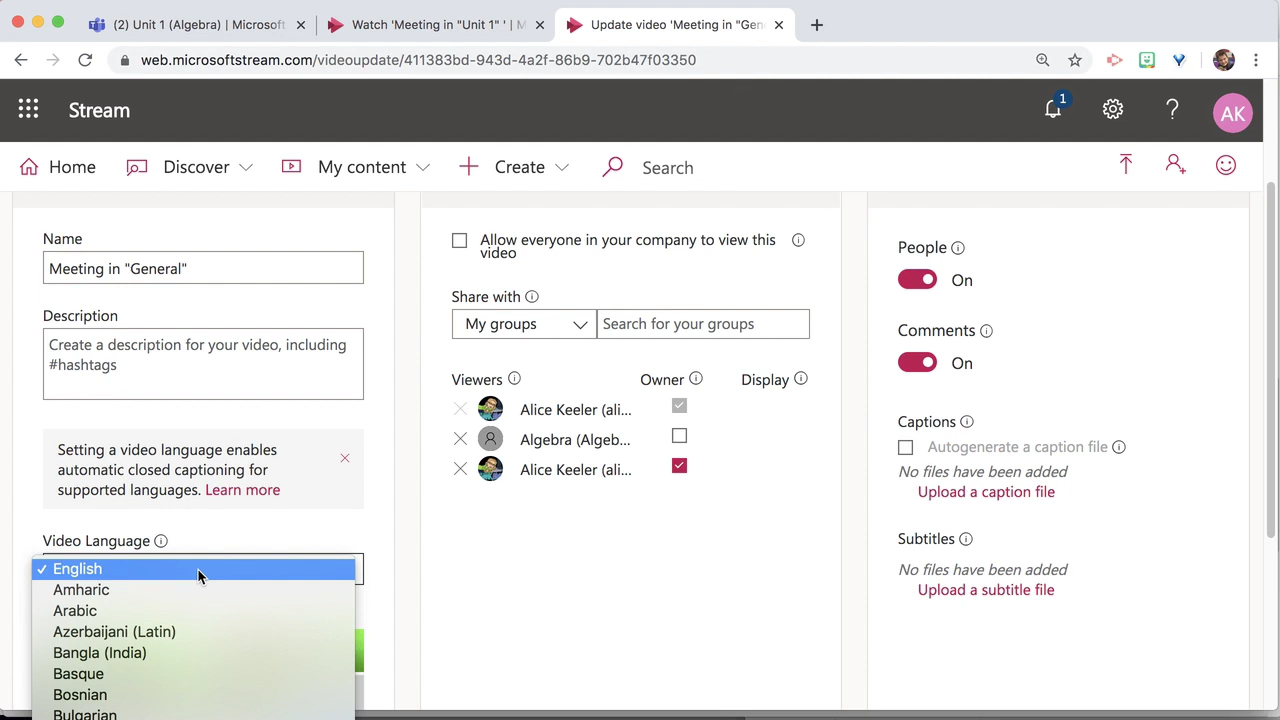 (2) Unit 1 (Algebra) | Microsoft
Watch 'Meeting in "Unit 1" ' | M
Update video 'Meeting in "Gen
web.microsoftstream.com/videoupdate/411383bd-943d-4a2f-86b9-702b47f03350
Stream
1
AK
Home
Discover
My content
Create
Search
Name
Meeting in "General"
Description
Create a description for your video, including
#hashtags
Setting a video language enables
automatic closed captioning for
supported languages. Learn more
Video Language
English
Amharic
Arabic
Azerbaijani (Latin)
Bangla (India)
Basque
Bosnian
Bulgarian
Allow everyone in your company to view this
video
Share with
My groups
Search for your groups
Viewers
Owner
Display
Alice Keeler (ali...
Algebra (Algeb...
Alice Keeler (ali...
People
On
Comments
On
Captions
Autogenerate a caption file
No files have been added
Upload a caption file
Subtitles
No files have been added
Upload a subtitle file